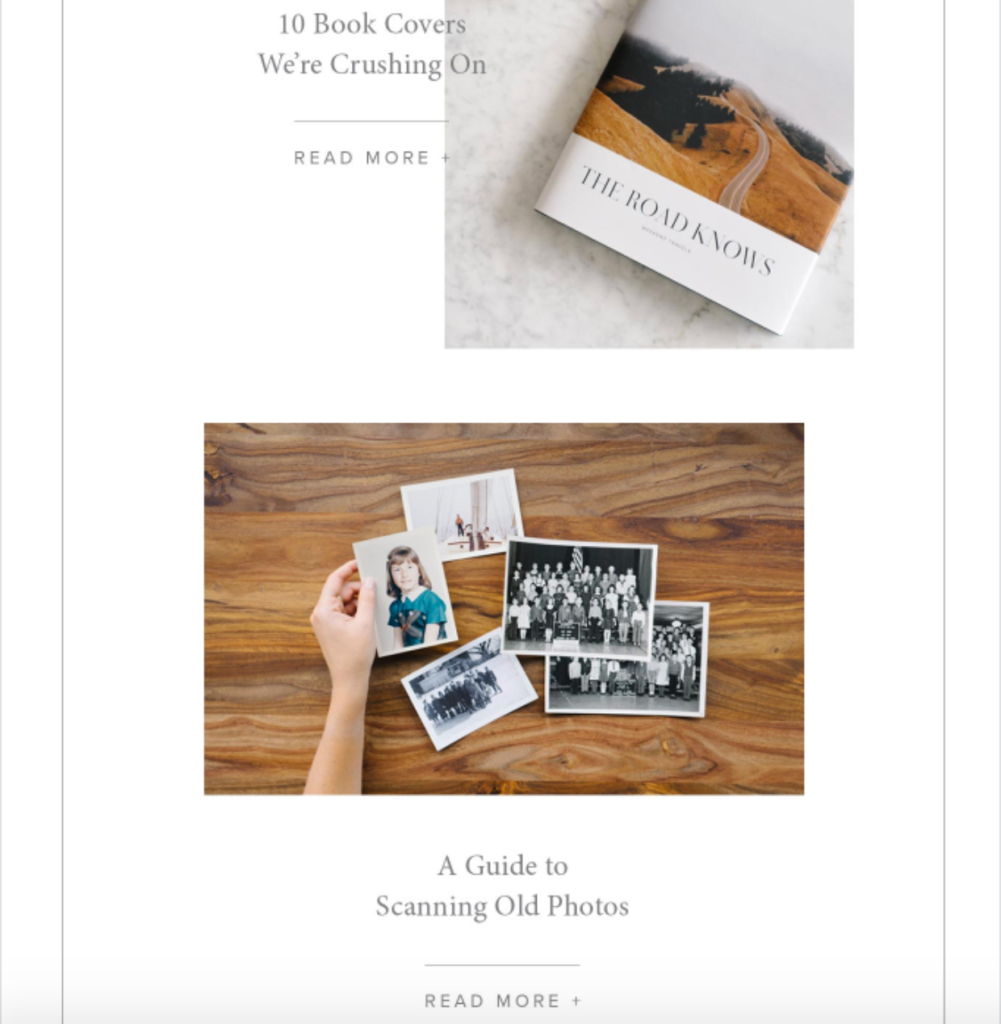 10 Book Covers
We're Crushing On
READ MORE +
THE ROAD KNOWS
A Guide to
Scanning Old Photos
READ MORE +